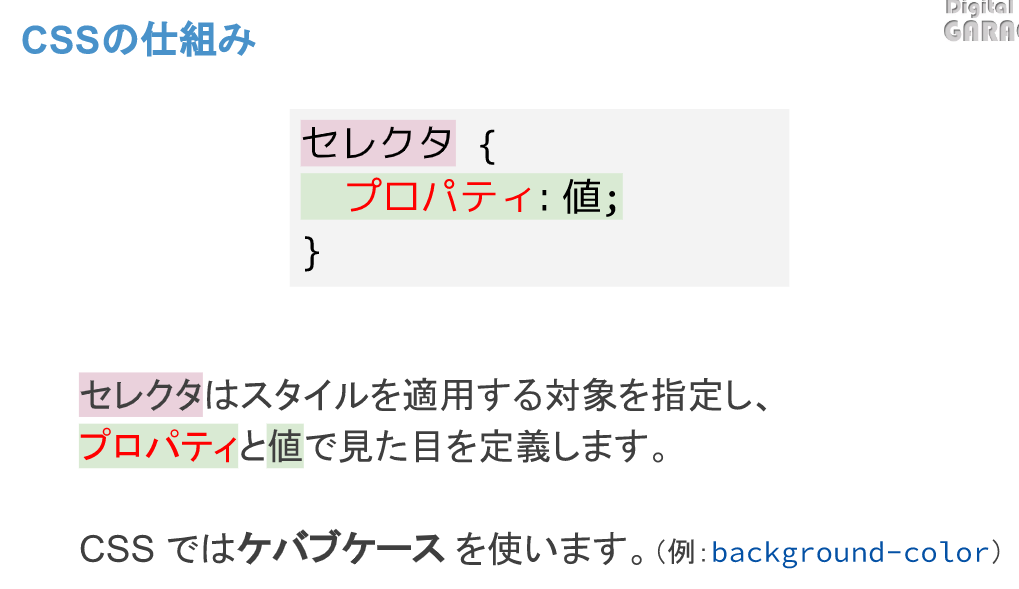 CSSの仕組み
Digital
GARA
セレクタ {
プロパティ: 値;
}
セレクタはスタイルを適用する対象を指定し、
プロパティと値で見た目を定義します。
CSS ではケバブケース を使います。（例：background-color）